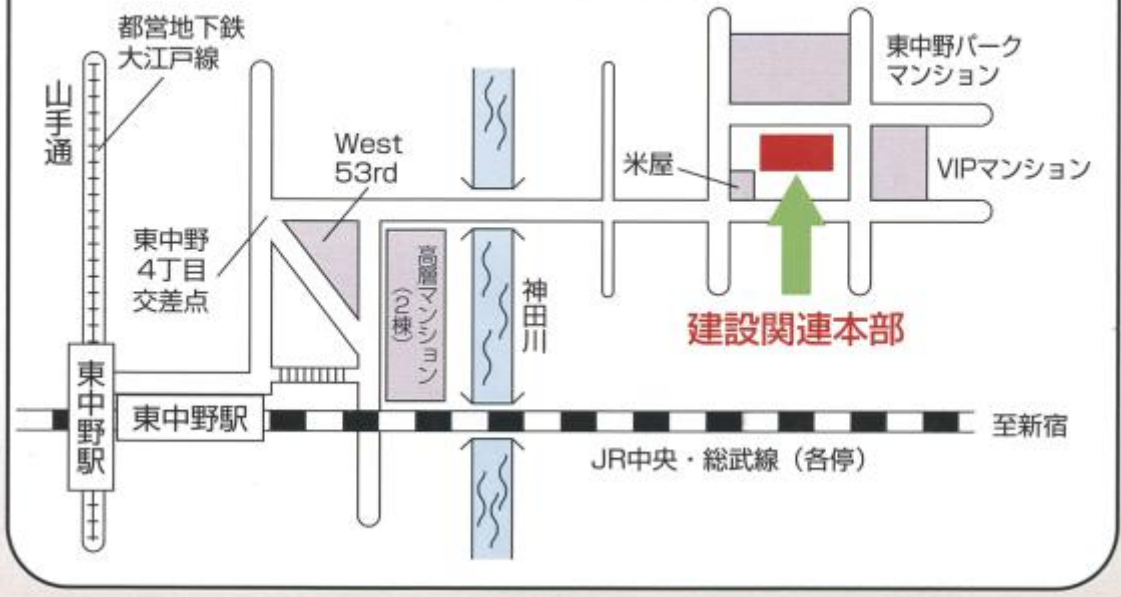 都営地下鉄
大江戸線
山手通
West
53rd
東中野
4丁目
交差点
高層マンション
(2棟)
神田川
米屋
東中野パーク
マンション
VIPマンション
建設関連本部
東中野駅
東中野駅
至新宿
JR中央・総武線（各停）